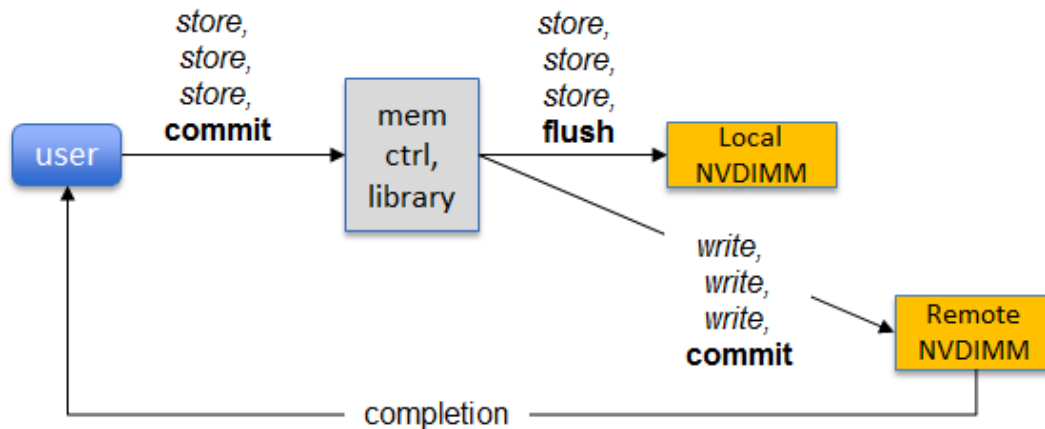 store,
store,
store,
commit
store,
store,
store,
flush
user
mem
ctrl,
library
Local
NVDIMM
write,
write,
write,
commit
Remote
NVDIMM
completion